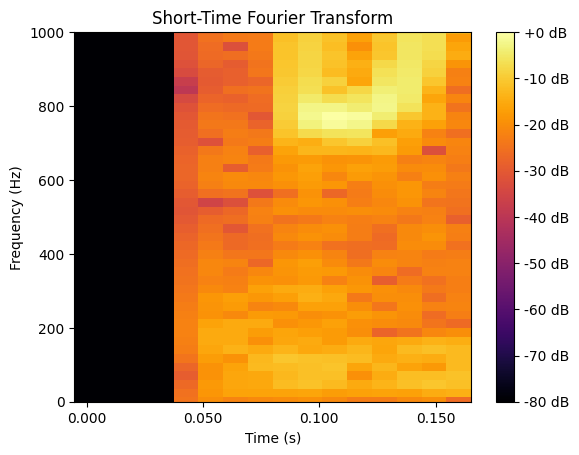 Short-Time Fourier Transform
1000
800
600
400
200
0
Frequency (Hz)
0.000
0.050
0.100
0.150
Time (s)
+0 dB
-10 dB
-20 dB
-30 dB
-40 dB
-50 dB
-60 dB
-70 dB
-80 dB